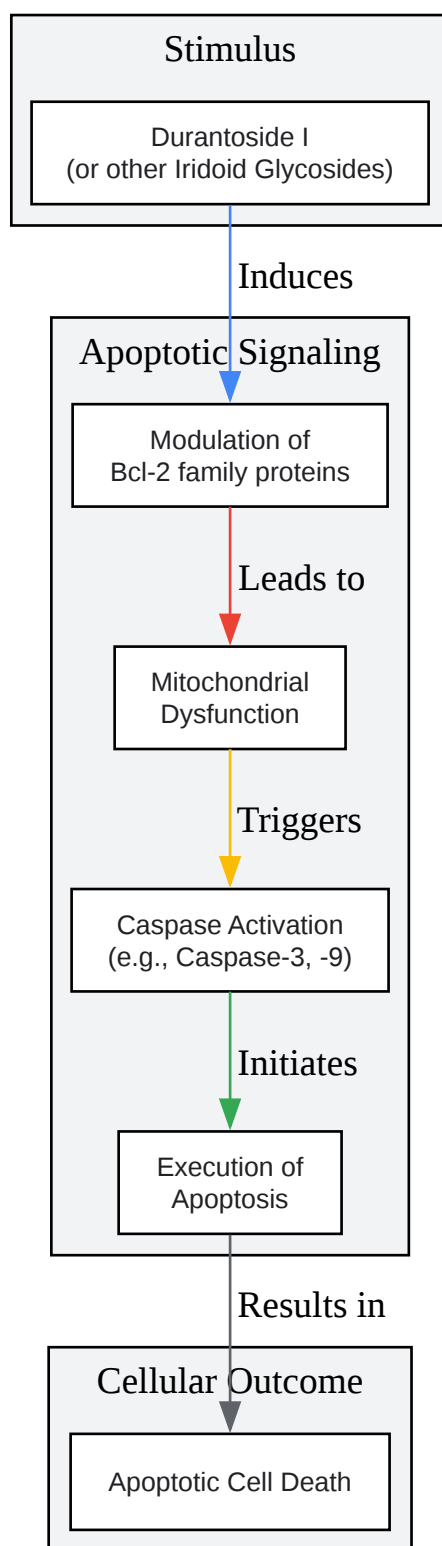 Stimulus
Durantoside I
(or other Iridoid Glycosides)
Induces
Apoptotic Signaling
Modulation of
Bcl-2 family proteins
Leads to
Mitochondrial
Dysfunction
Triggers
Caspase Activation
(e.g., Caspase-3, -9)
Initiates
Execution of
Apoptosis
Results in
Cellular Outcome
Apoptotic Cell Death